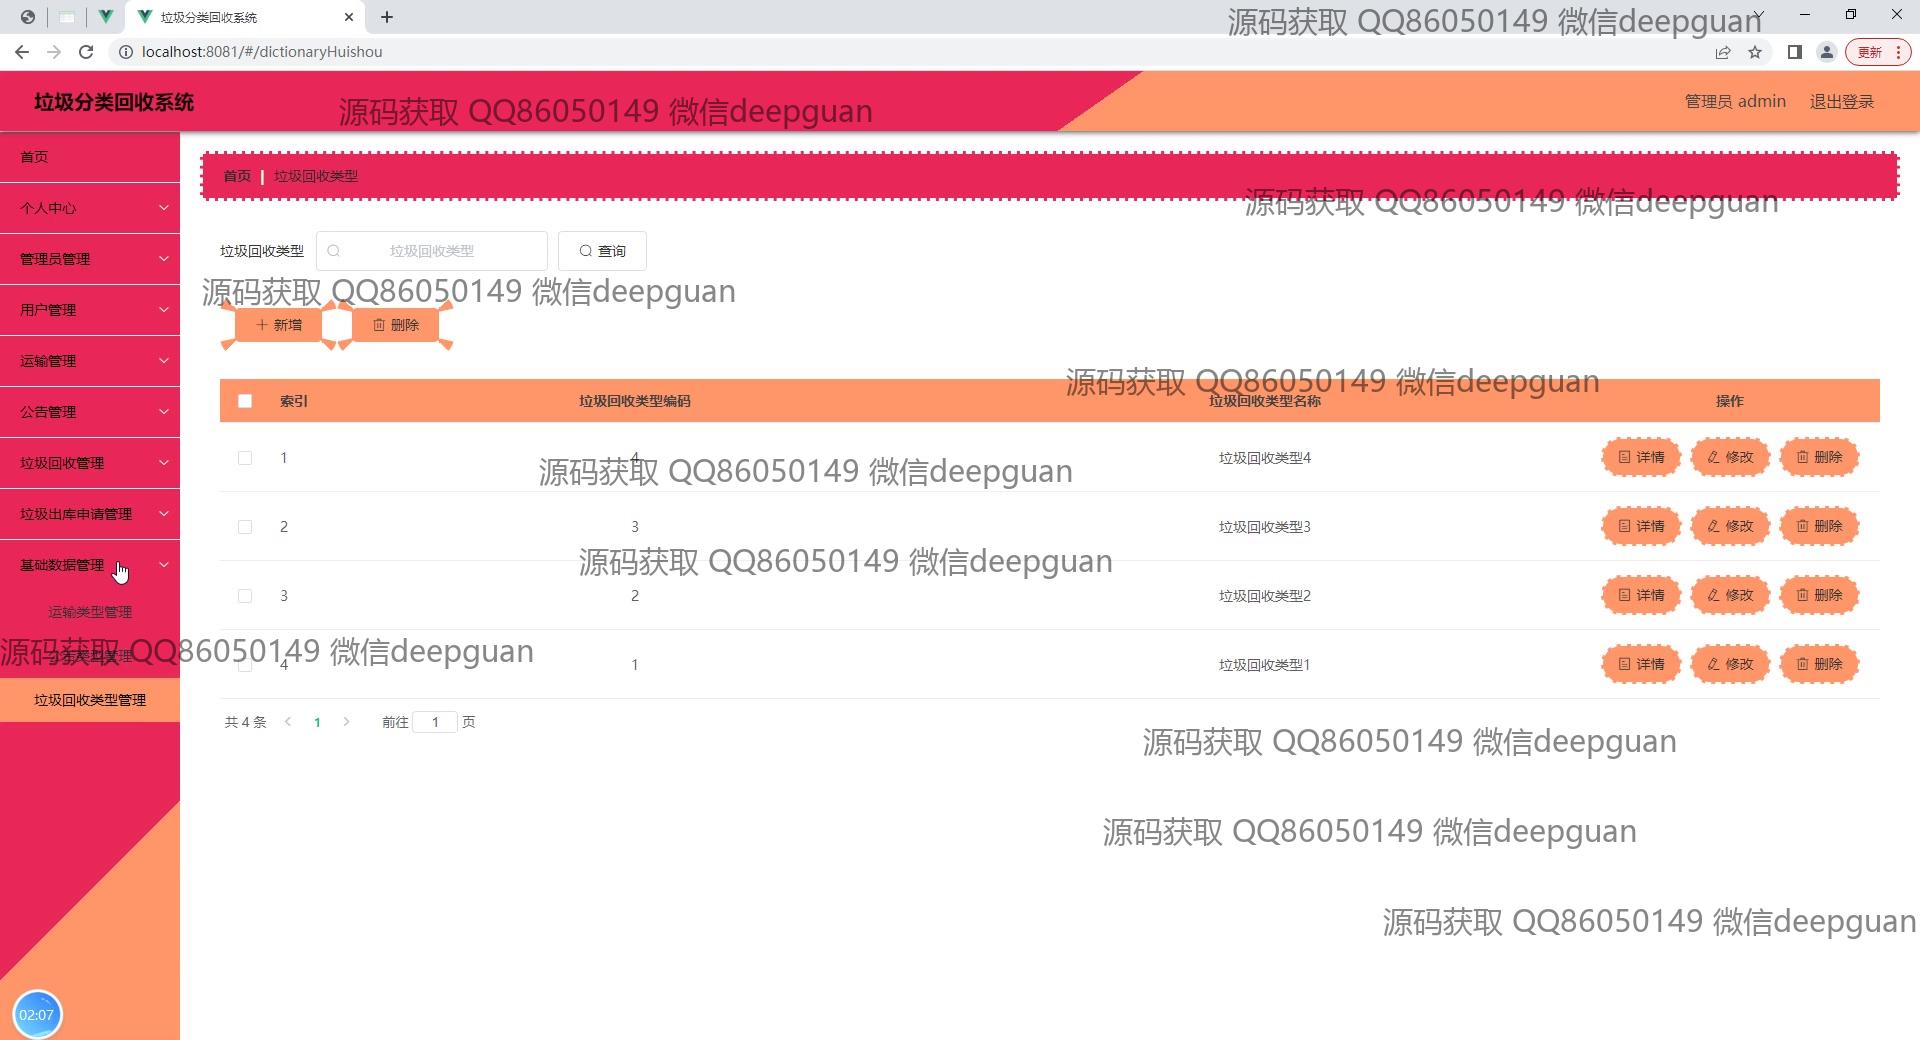 垃圾分类回收系统
源码获取 QQ86050149 微信deepguan
localhost:8081/#/dictionaryHuishou
更新
垃圾分类回收系统
源码获取 QQ86050149 微信deepguan
管理员 admin
退出登录
首页
个人中心
管理员管理
用户管理
运输管理
公告管理
垃圾回收管理
垃圾出库申请管理
基础数据管理
运输类型管理
垃圾回收类型管理
02:07
首页 | 垃圾回收类型
源码获取 QQ86050149 微信deepguan
垃圾回收类型 垃圾回收类型 查询
源码获取 QQ86050149 微信deepguan
新增 删除
源码获取 QQ86050149 微信deepguan
索引 垃圾回收类型编码 垃圾回收类型名称 操作
1 4 垃圾回收类型4 详情 修改 删除
源码获取 QQ86050149 微信deepguan
2 3 垃圾回收类型3 详情 修改 删除
源码获取 QQ86050149 微信deepguan
3 2 垃圾回收类型2 详情 修改 删除
源码获取 QQ86050149 微信deepguan
4 1 垃圾回收类型1 详情 修改 删除
共 4 条 1 前往 1 页
源码获取 QQ86050149 微信deepguan
源码获取 QQ86050149 微信deepguan
源码获取 QQ86050149 微信deepguan